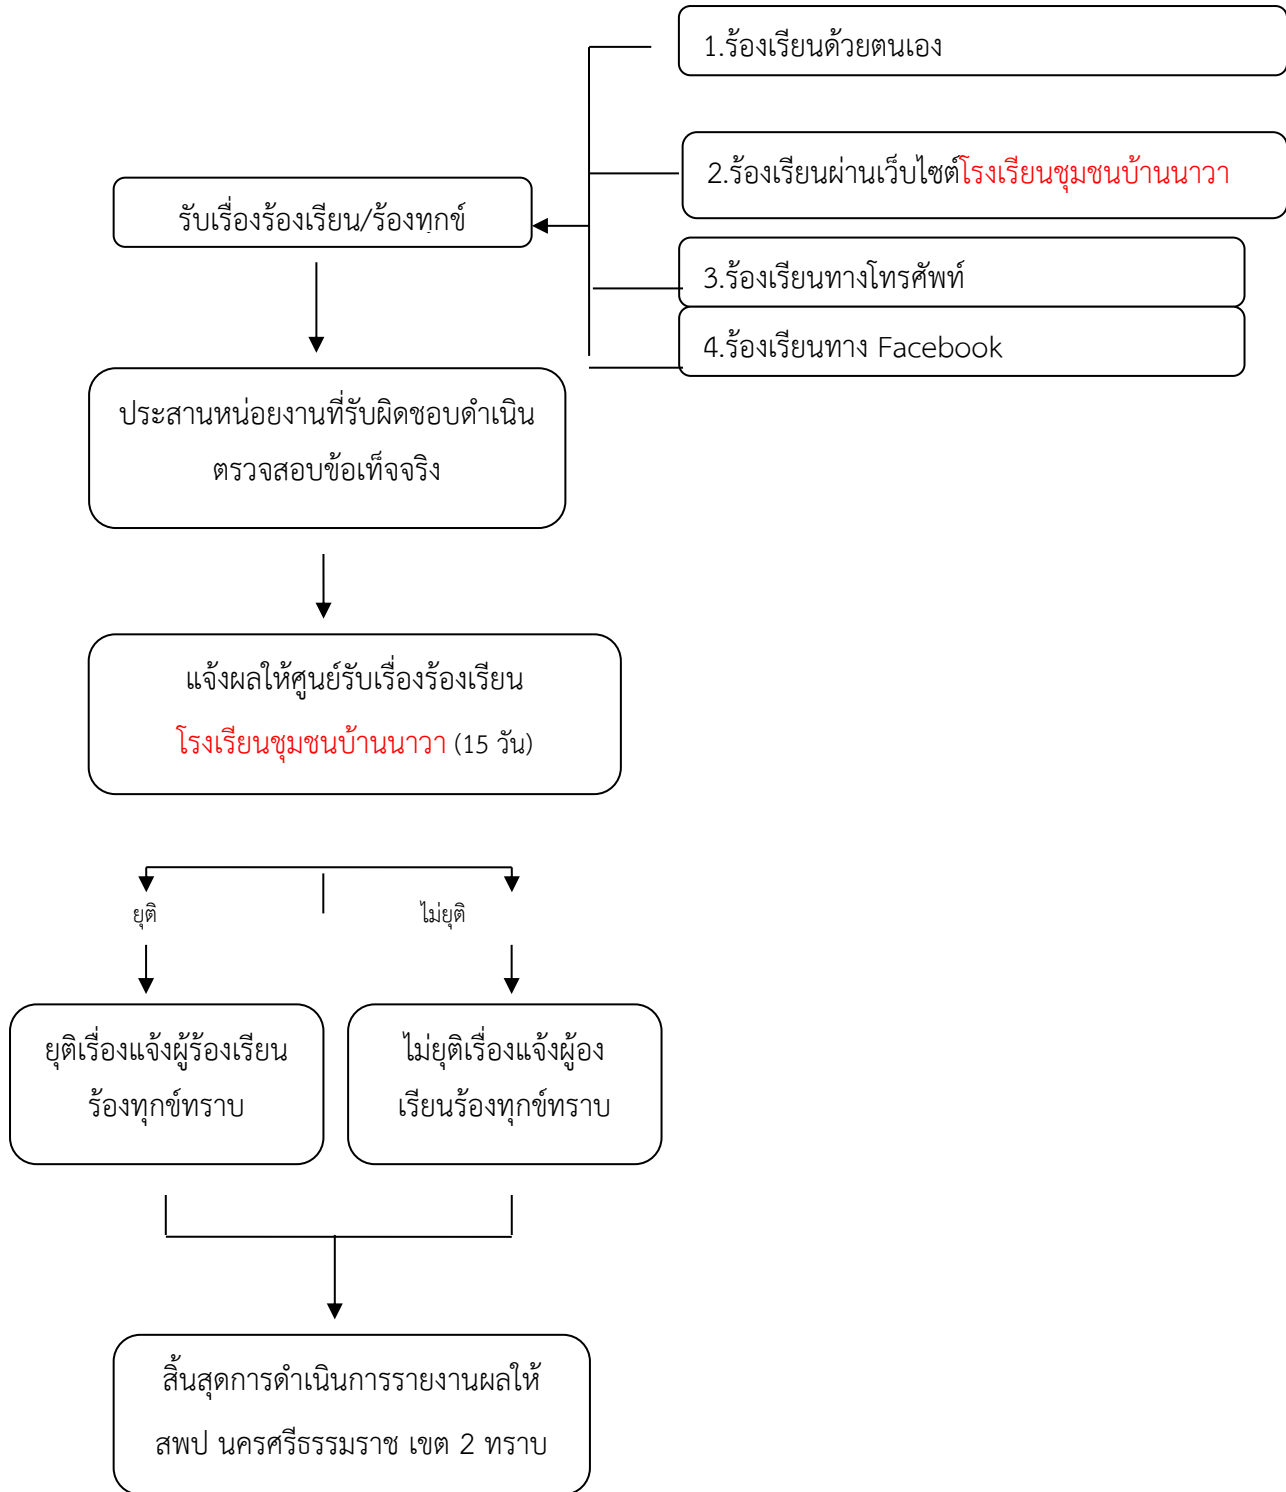 1.ร้องเรียนด้วยตนเอง
2.ร้องเรียนผ่านเว็บไซต์โรงเรียนชุมชนบ้านนาวา
รับเรื่องร้องเรียน/ร้องทุกข์
3.ร้องเรียนทางโทรศัพท์
4.ร้องเรียนทาง Facebook
ประสานหน่อยงานที่รับผิดชอบดำเนิน
ตรวจสอบข้อเท็จจริง
แจ้งผลให้ศูนย์รับเรื่องร้องเรียน
โรงเรียนชุมชนบ้านนาวา (15 วัน)
ยุติ
ไม่ยุติ
ยุติเรื่องแจ้งผู้ร้องเรียน
ร้องทุกข์ทราบ
ไม่ยุติเรื่องแจ้งผู้อง
เรียนร้องทุกข์ทราบ
สิ้นสุดการดำเนินการรายงานผลให้
สพป นครศรีธรรมราช เขต 2 ทราบ